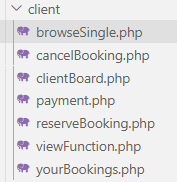 client
browseSingle.php
cancelBooking.php
clientBoard.php
payment.php
reserveBooking.php
viewFunction.php
yourBookings.php